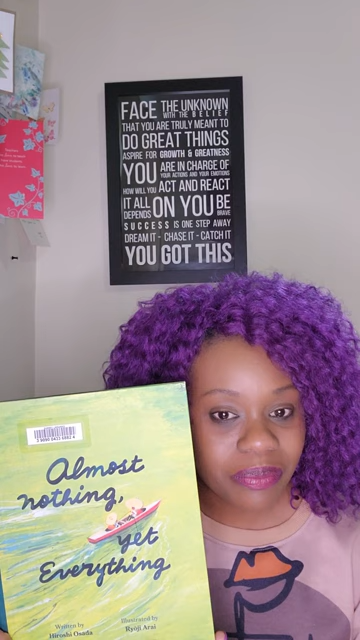 FACE THE UNKNOWN
WITH THE BELIEF
THAT YOU ARE TRULY MEANT TO
DO GREAT THINGS
ASPIRE FOR GROWTH & GREATNESS
YOU ARE IN CHARGE OF
YOUR ACTIONS AND YOUR EMOTIONS
HOW WILL YOU ACT AND REACT
IT ALL DEPENDS ON YOU BE BRAVE
SUCCESS IS ONE STEP AWAY
DREAM IT - CHASE IT - CATCH IT
YOU GOT THIS
Almost
nothing,
yet
Everything
Written by
Hiroshi Osada
Illustrated by
Ryōji Arai